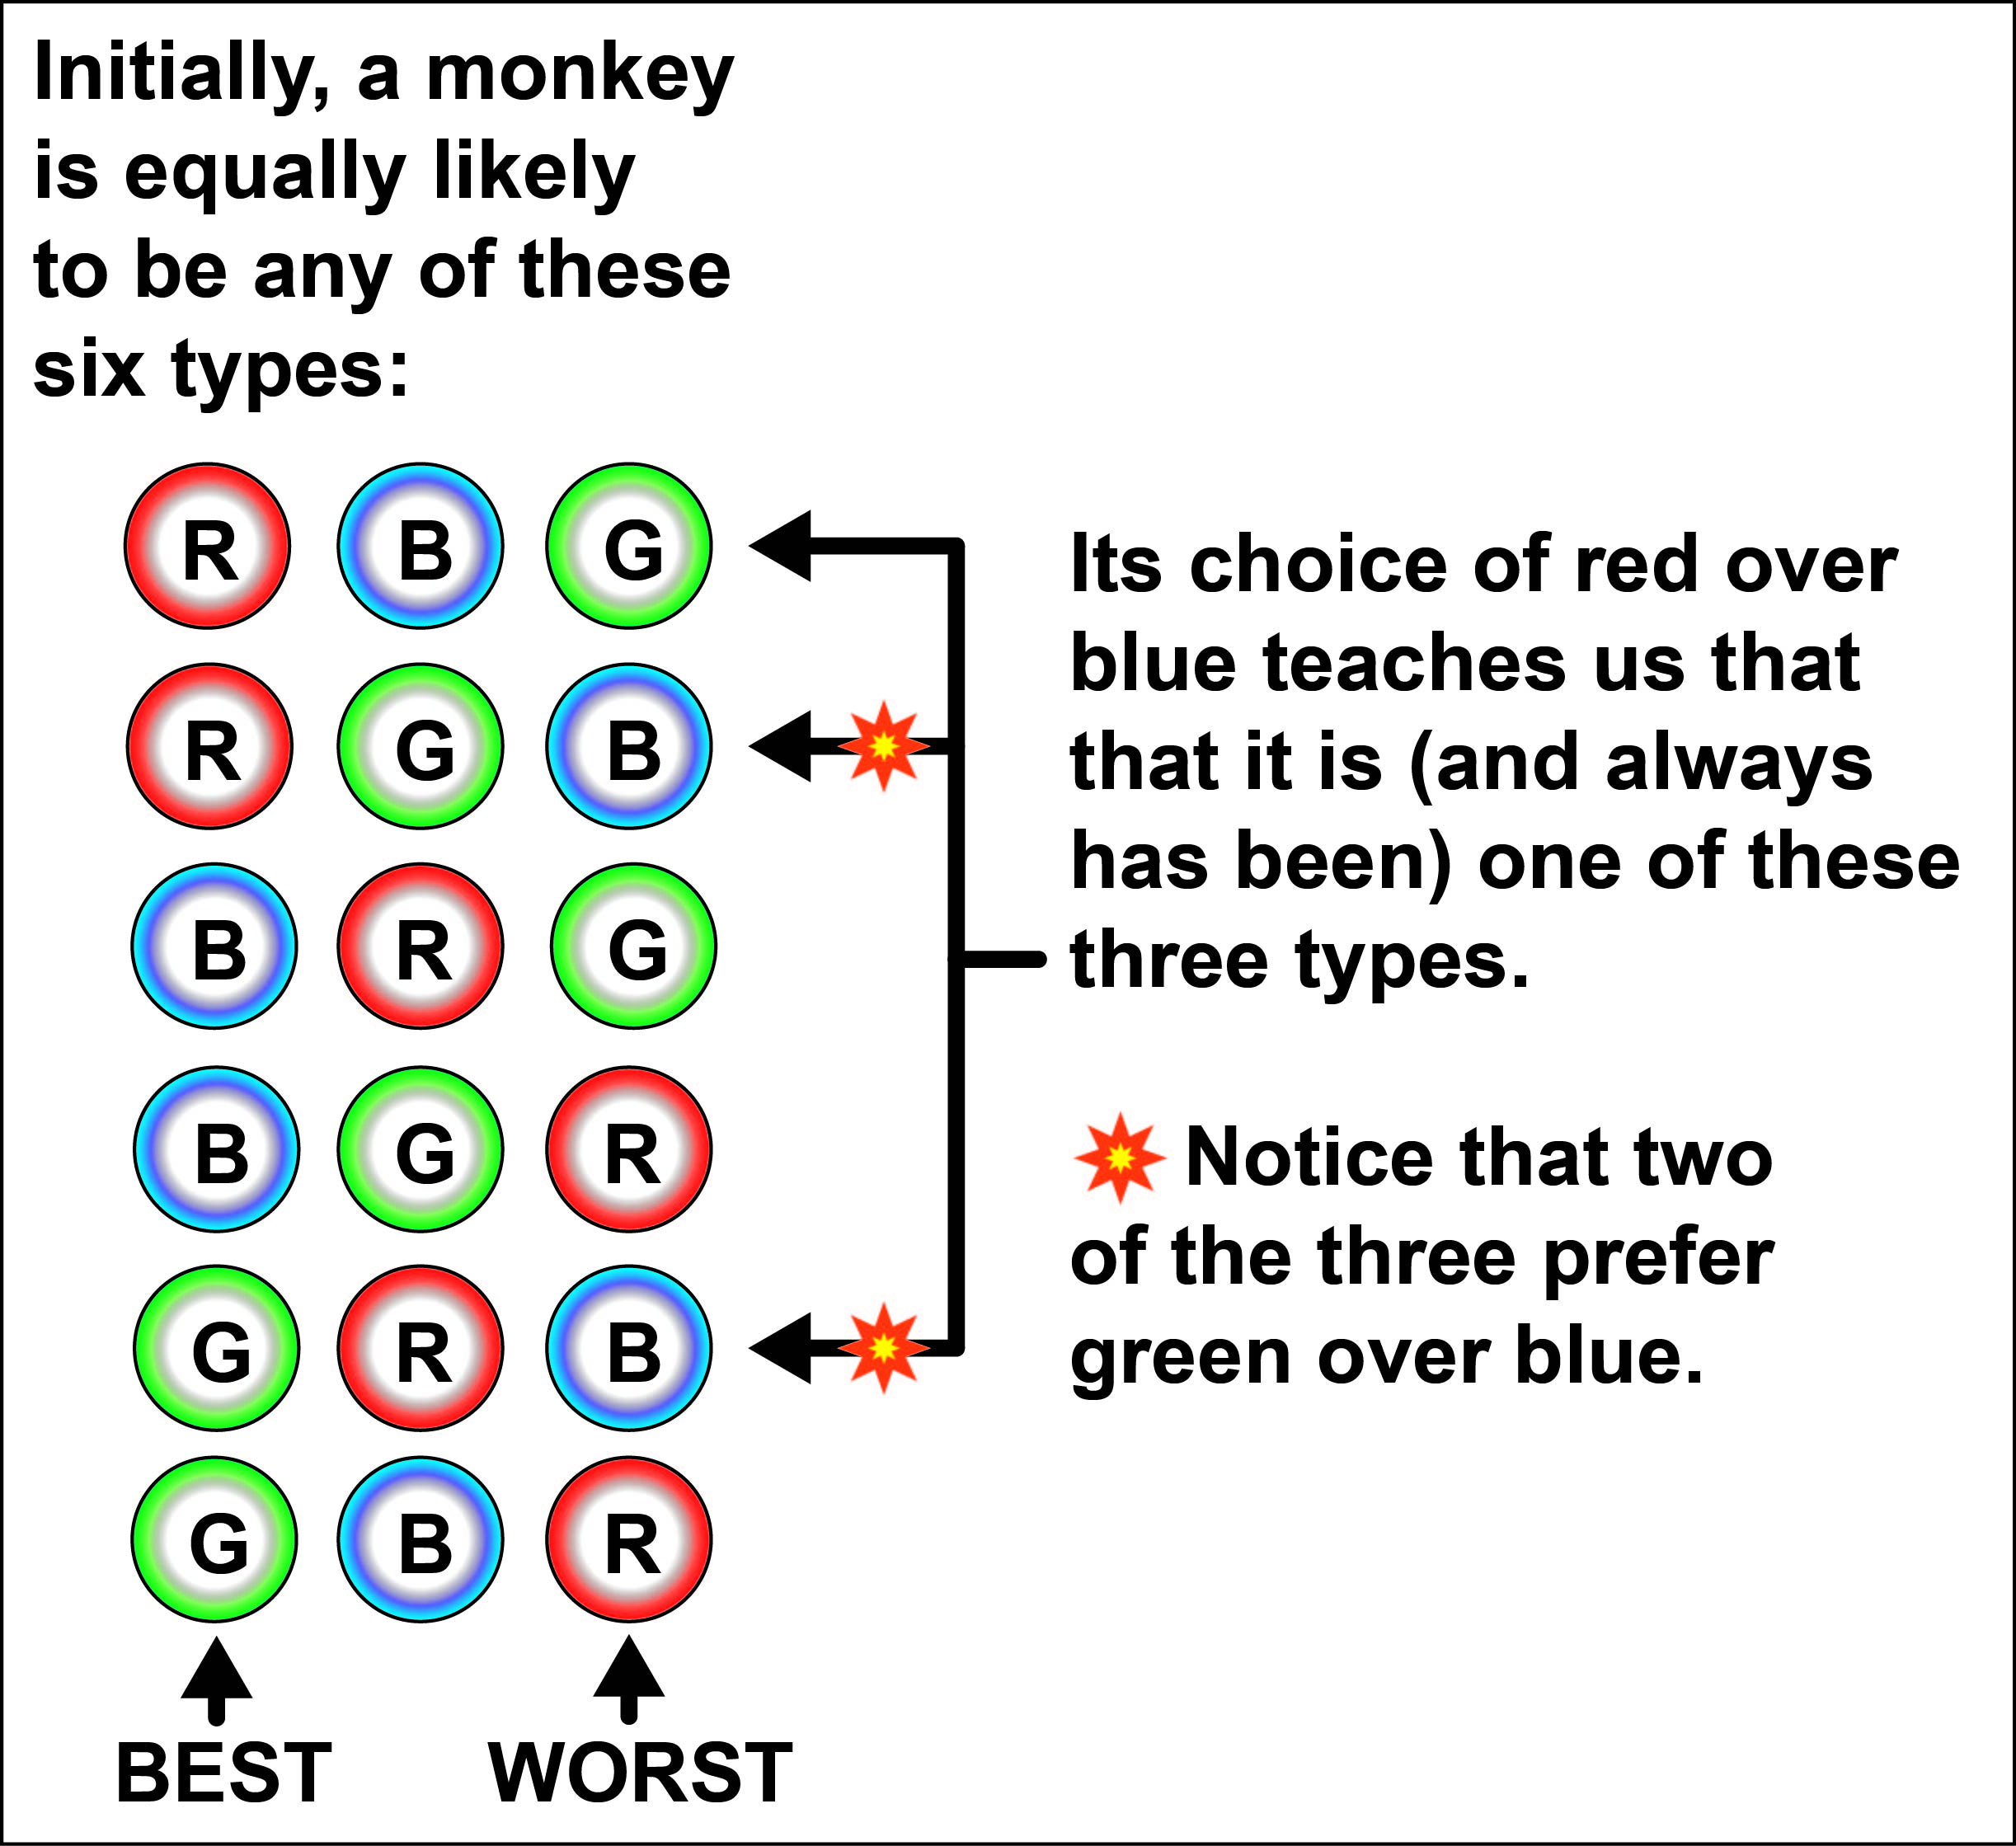 Initially, a monkey
is equally likely
to be any of these
six types:
R B G
R G B
B R G
B G R
G R B
G B R
BEST WORST
Its choice of red over
blue teaches us that
that it is (and always
has been) one of these
three types.
Notice that two
of the three prefer
green over blue.